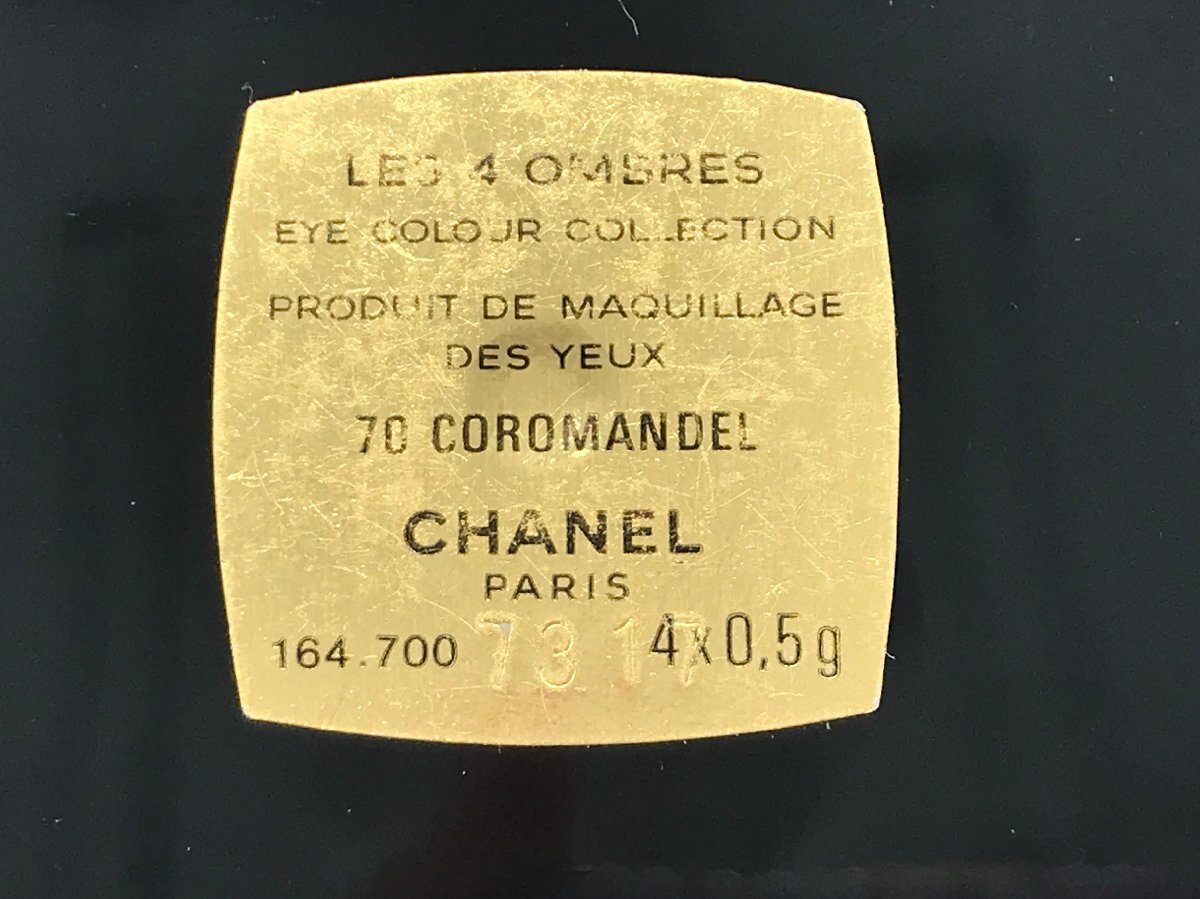 LES 4 OMBRES
EYE COLOUR COLLECTION
PRODUIT DE MAQUILLAGE
DES YEUX
70 COROMANDEL
CHANEL
PARIS
164.700 7317 4x0,5g